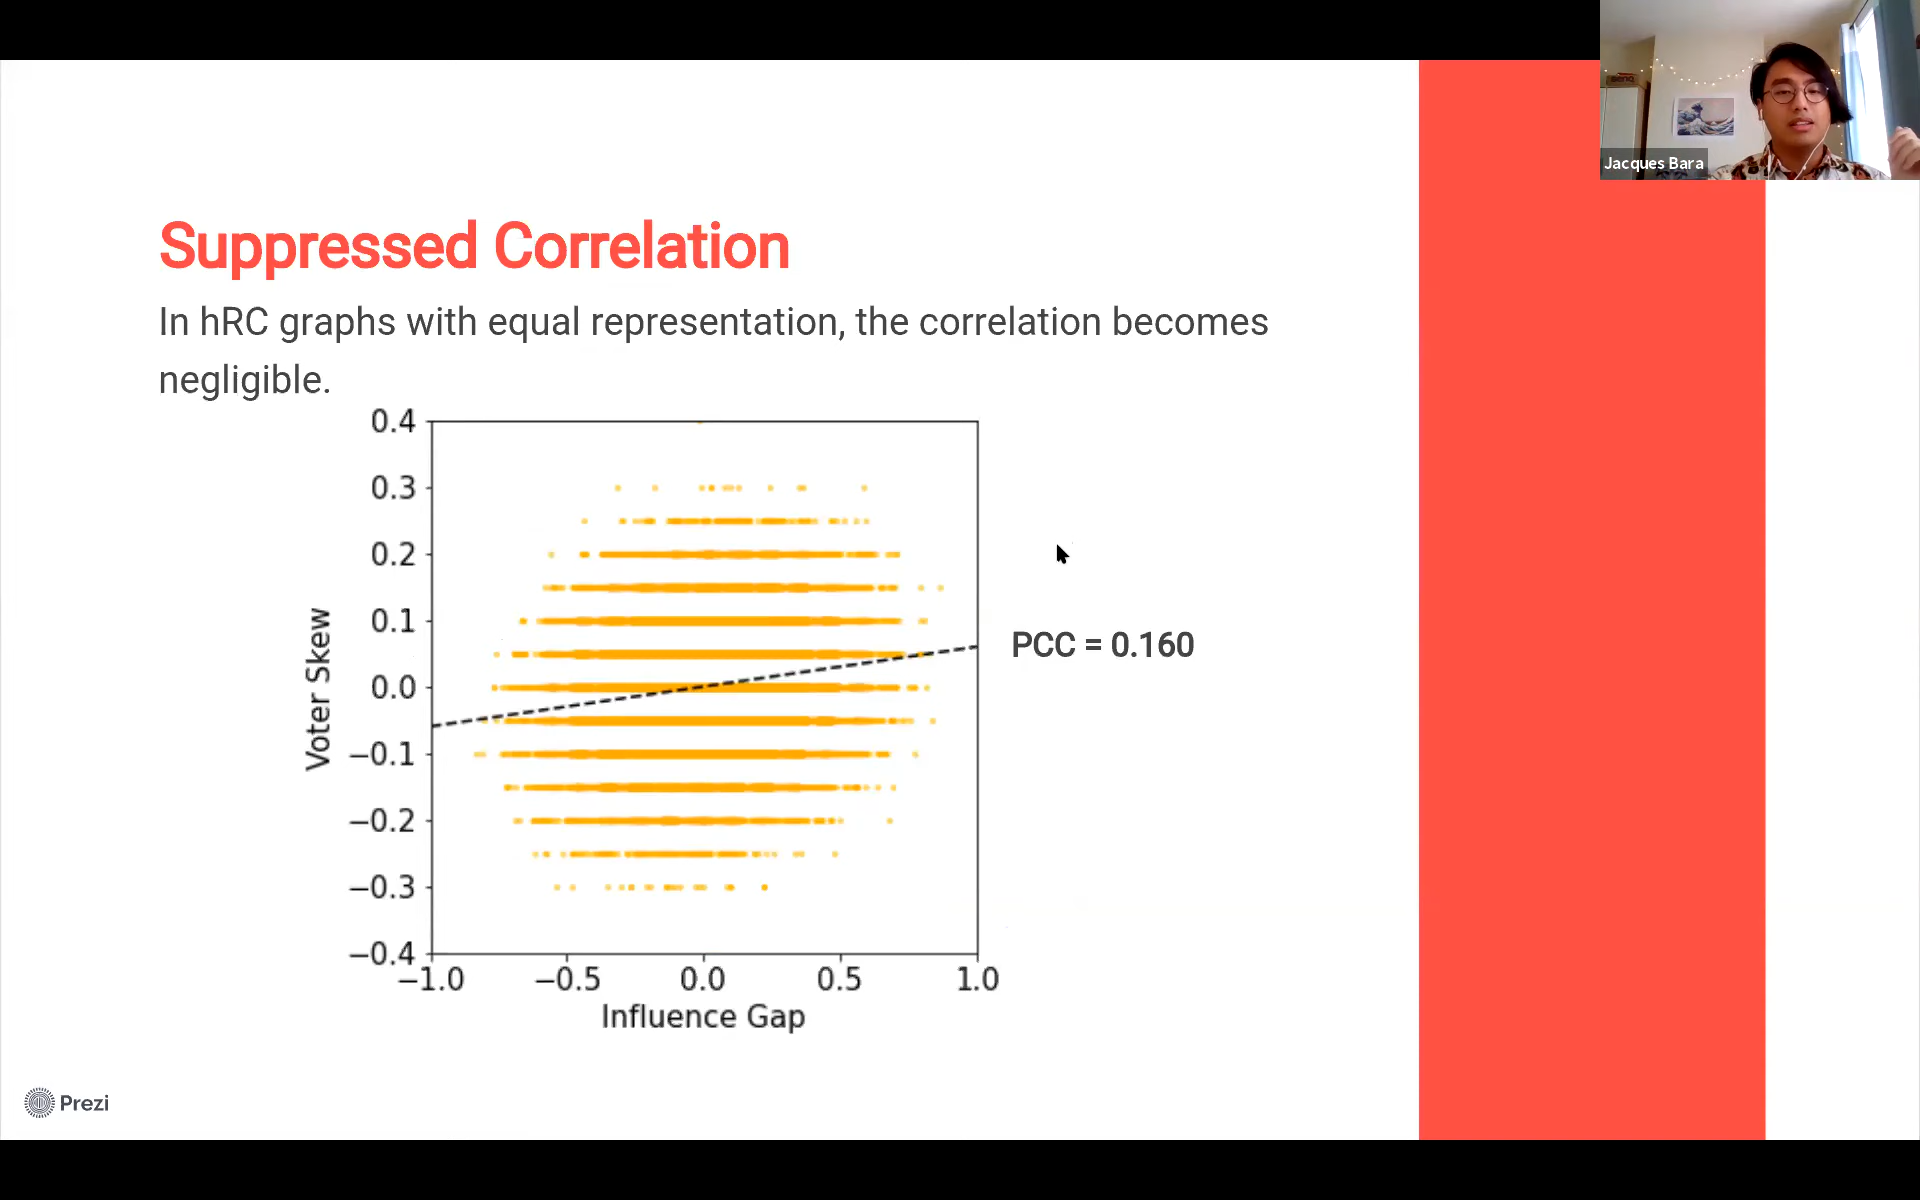 Jacques Bara
Suppressed Correlation
In hRC graphs with equal representation, the correlation becomes
negligible.
0.4
0.3
0.2
0.1
0.0
−0.1
−0.2
−0.3
−0.4
Voter Skew
PCC = 0.160
−1.0 −0.5 0.0 0.5 1.0
Influence Gap
Prezi